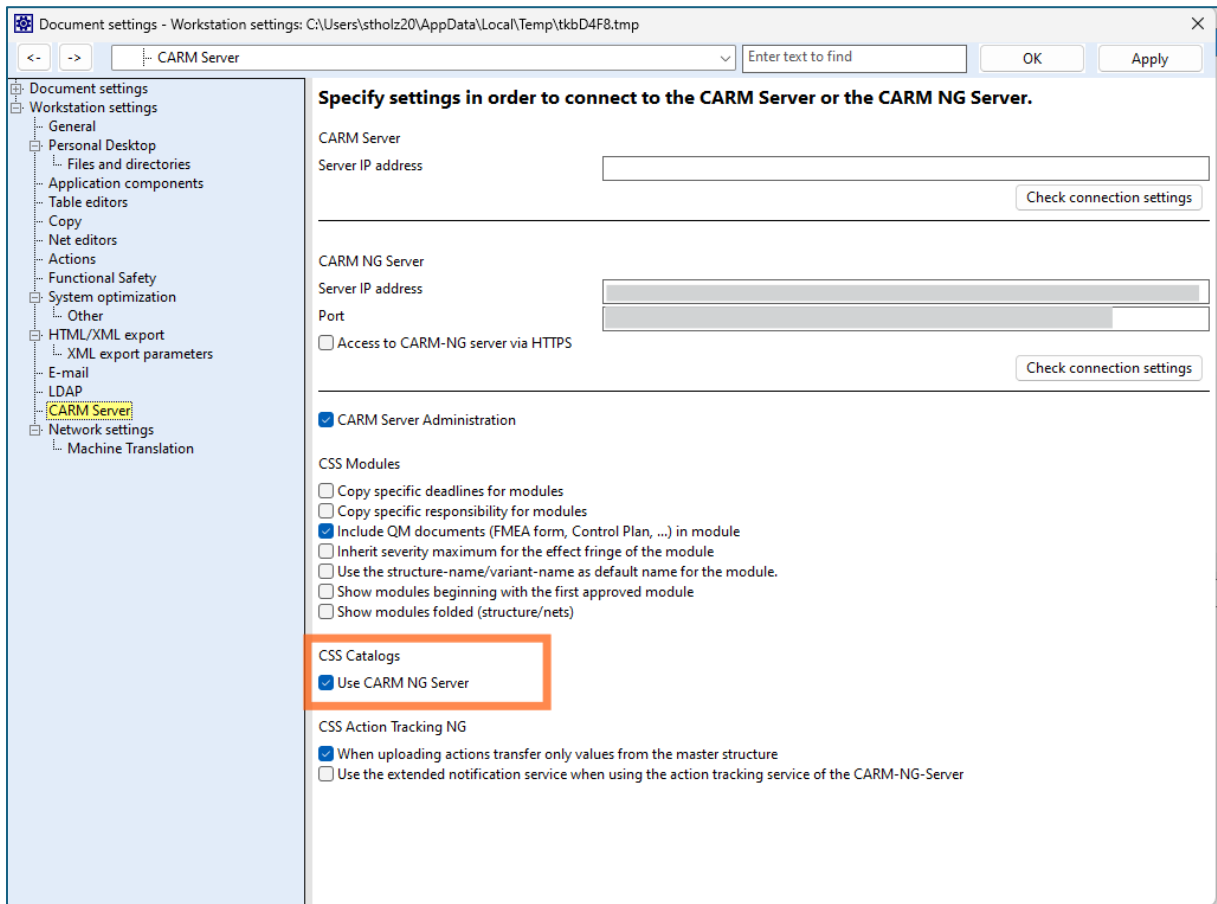 Document settings - Workstation settings: C:\Users\stholz20\AppData\Local\Temp\tkbD4F8.tmp
<- -> CARM Server Enter text to find OK Apply
Document settings
Workstation settings
General
Personal Desktop
Files and directories
Application components
Table editors
Copy
Net editors
Actions
Functional Safety
System optimization
Other
HTML/XML export
XML export parameters
E-mail
LDAP
CARM Server
Network settings
Machine Translation
Specify settings in order to connect to the CARM Server or the CARM NG Server.
CARM Server
Server IP address
Check connection settings
CARM NG Server
Server IP address
Port
Access to CARM-NG server via HTTPS
Check connection settings
CARM Server Administration
CSS Modules
Copy specific deadlines for modules
Copy specific responsibility for modules
Include QM documents (FMEA form, Control Plan, ...) in module
Inherit severity maximum for the effect fringe of the module
Use the structure-name/variant-name as default name for the module.
Show modules beginning with the first approved module
Show modules folded (structure/nets)
CSS Catalogs
Use CARM NG Server
CSS Action Tracking NG
When uploading actions transfer only values from the master structure
Use the extended notification service when using the action tracking service of the CARM-NG-Server